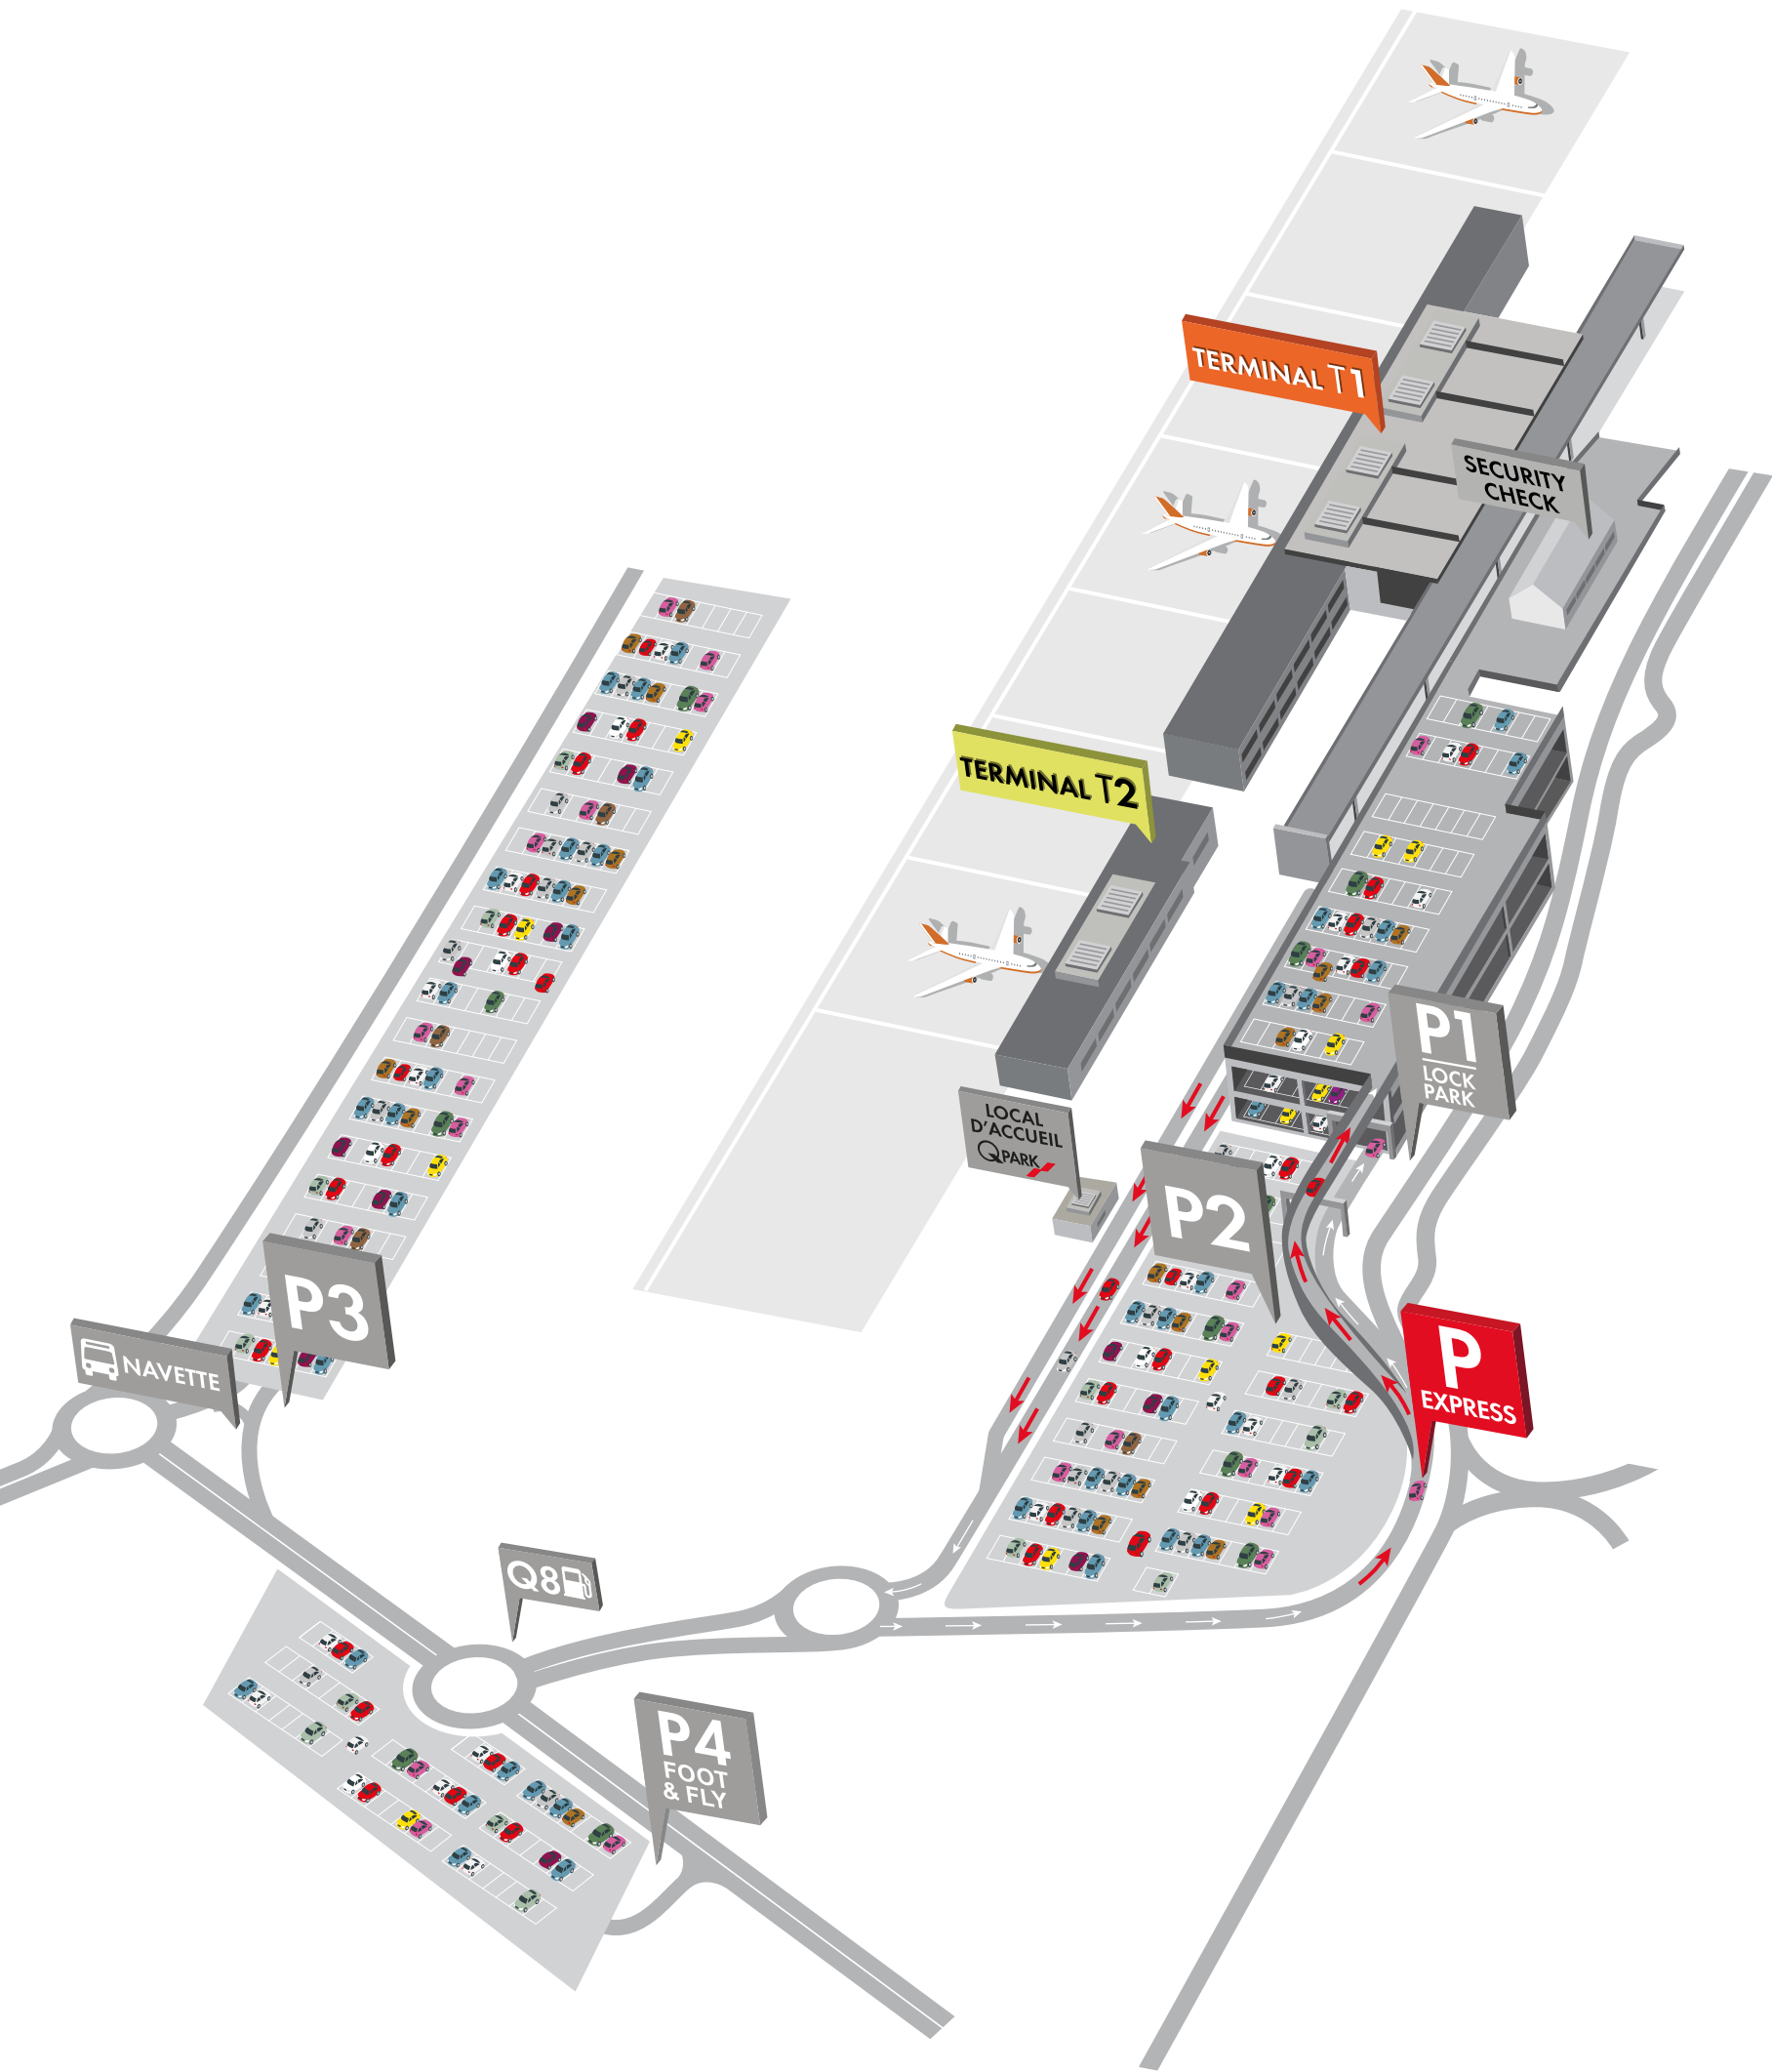 TERMINAL T1
SECURITY
CHECK
TERMINAL T2
P1
LOCK
PARK
LOCAL
D'ACCUEIL
Q PARK
P2
P3
NAVETTE
P
EXPRESS
Q8
P4
FOOT
& FLY